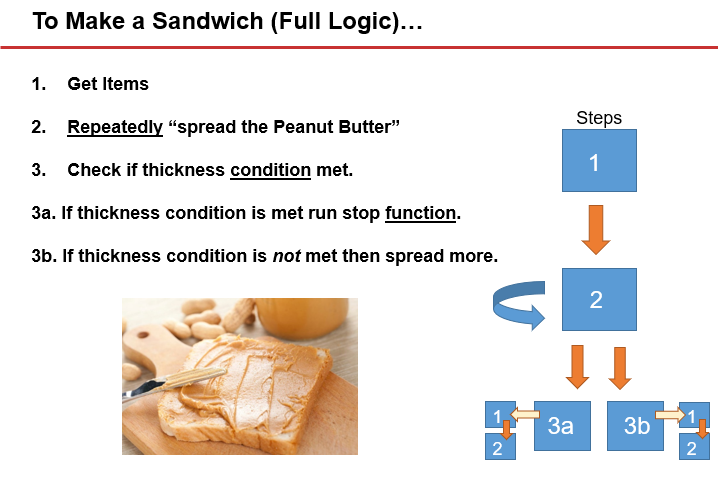 To Make a Sandwich (Full Logic)…
1. Get Items
2. Repeatedly “spread the Peanut Butter”
3. Check if thickness condition met.
3a. If thickness condition is met run stop function.
3b. If thickness condition is not met then spread more.
Steps
1
2
3a
3b
1
2
1
2